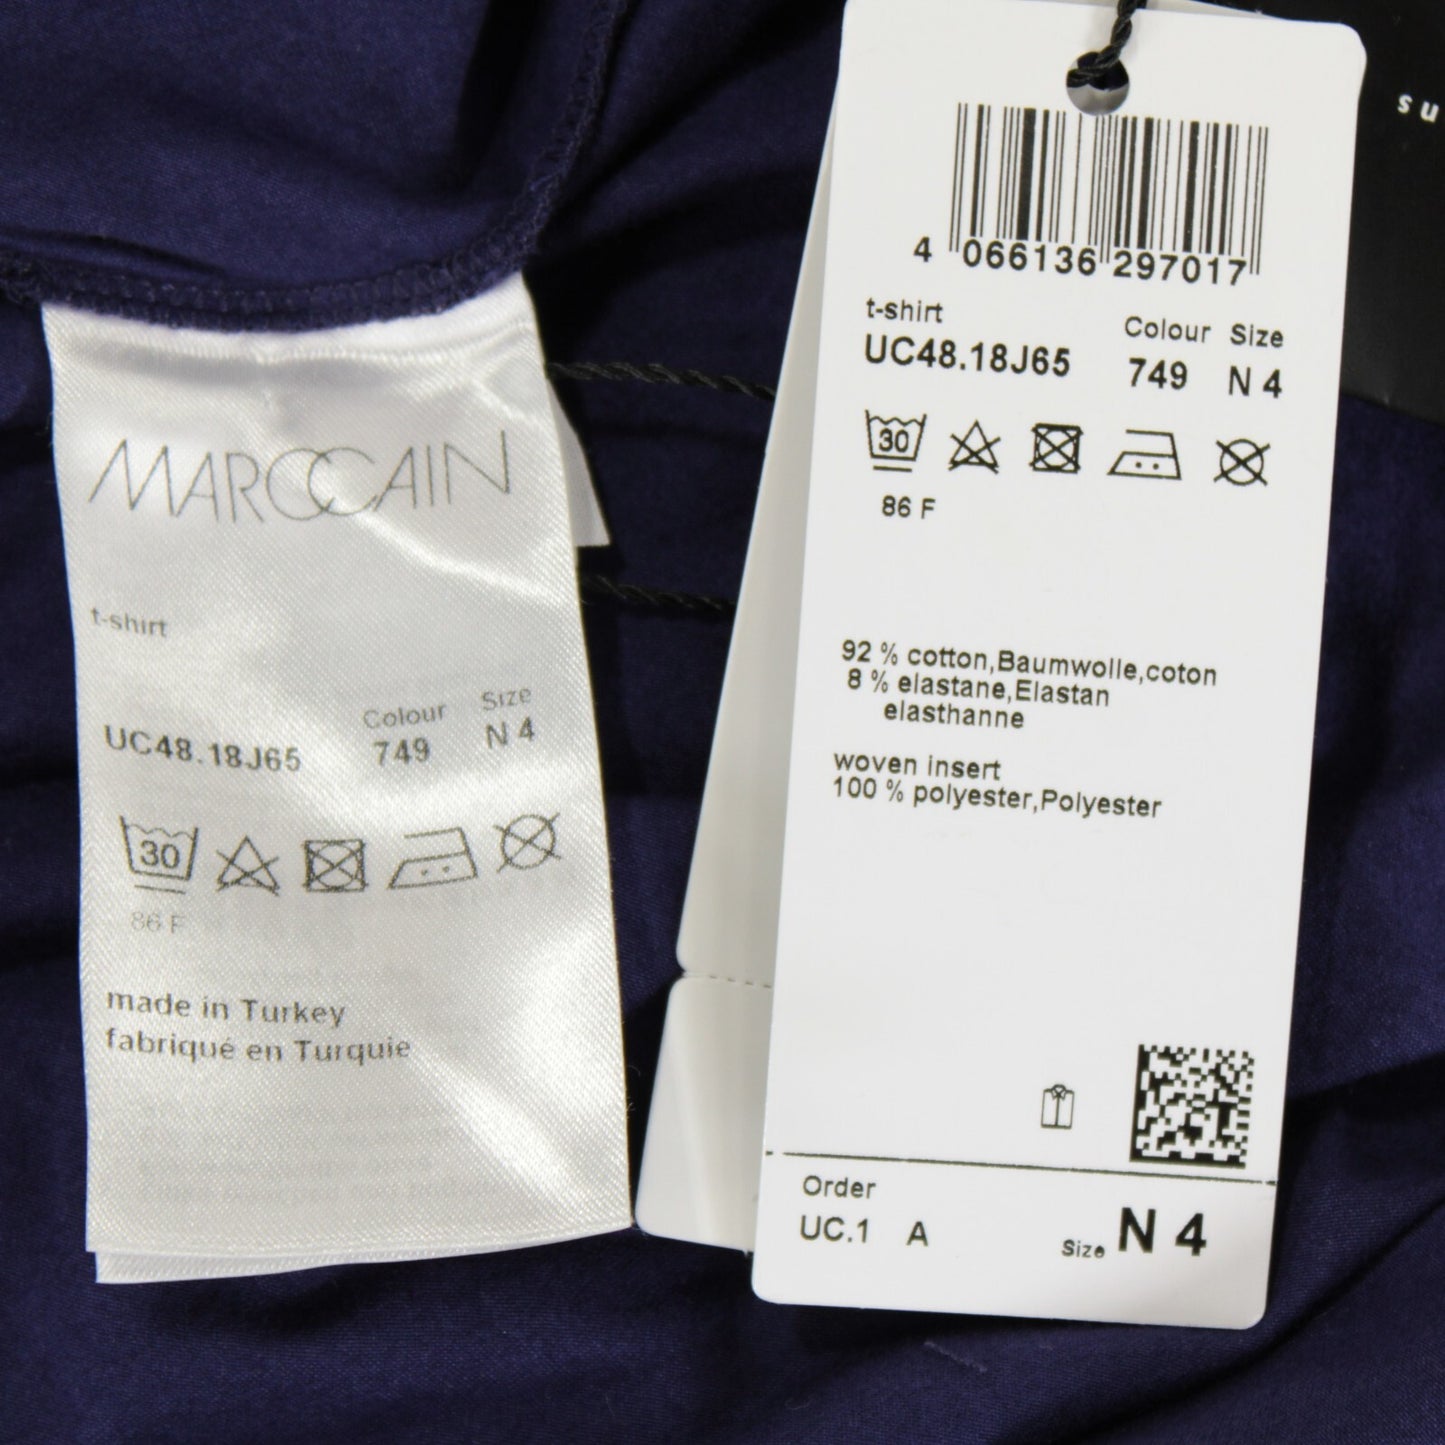 MARCCAIN
t-shirt
Colour Size
UC48.18J65 749 N 4
30
86 F
made in Turkey
fabriqué en Turquie
su
4 066136 297017
t-shirt Colour Size
UC48.18J65 749 N 4
30
86 F
92 % cotton,Baumwolle,coton
8 % elastane,Elastan
elasthanne
woven insert
100 % polyester,Polyester
Order
UC.1 A Size N 4